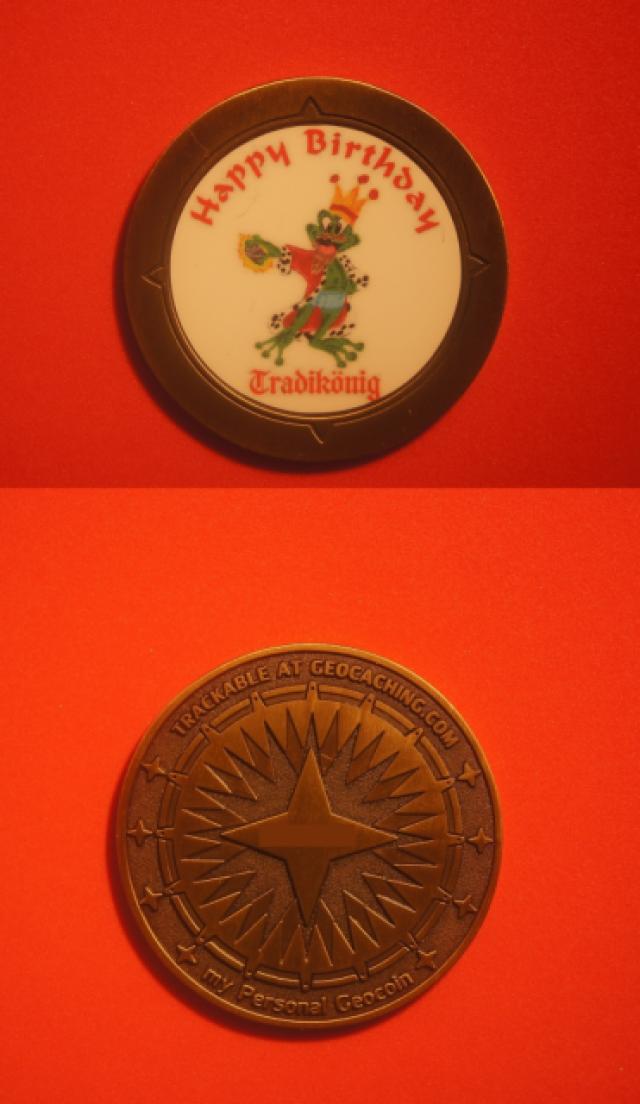 Happy Birthday
Tradikönig
TRACKABLE AT GEOCACHING.COM
my Personal Geocoin